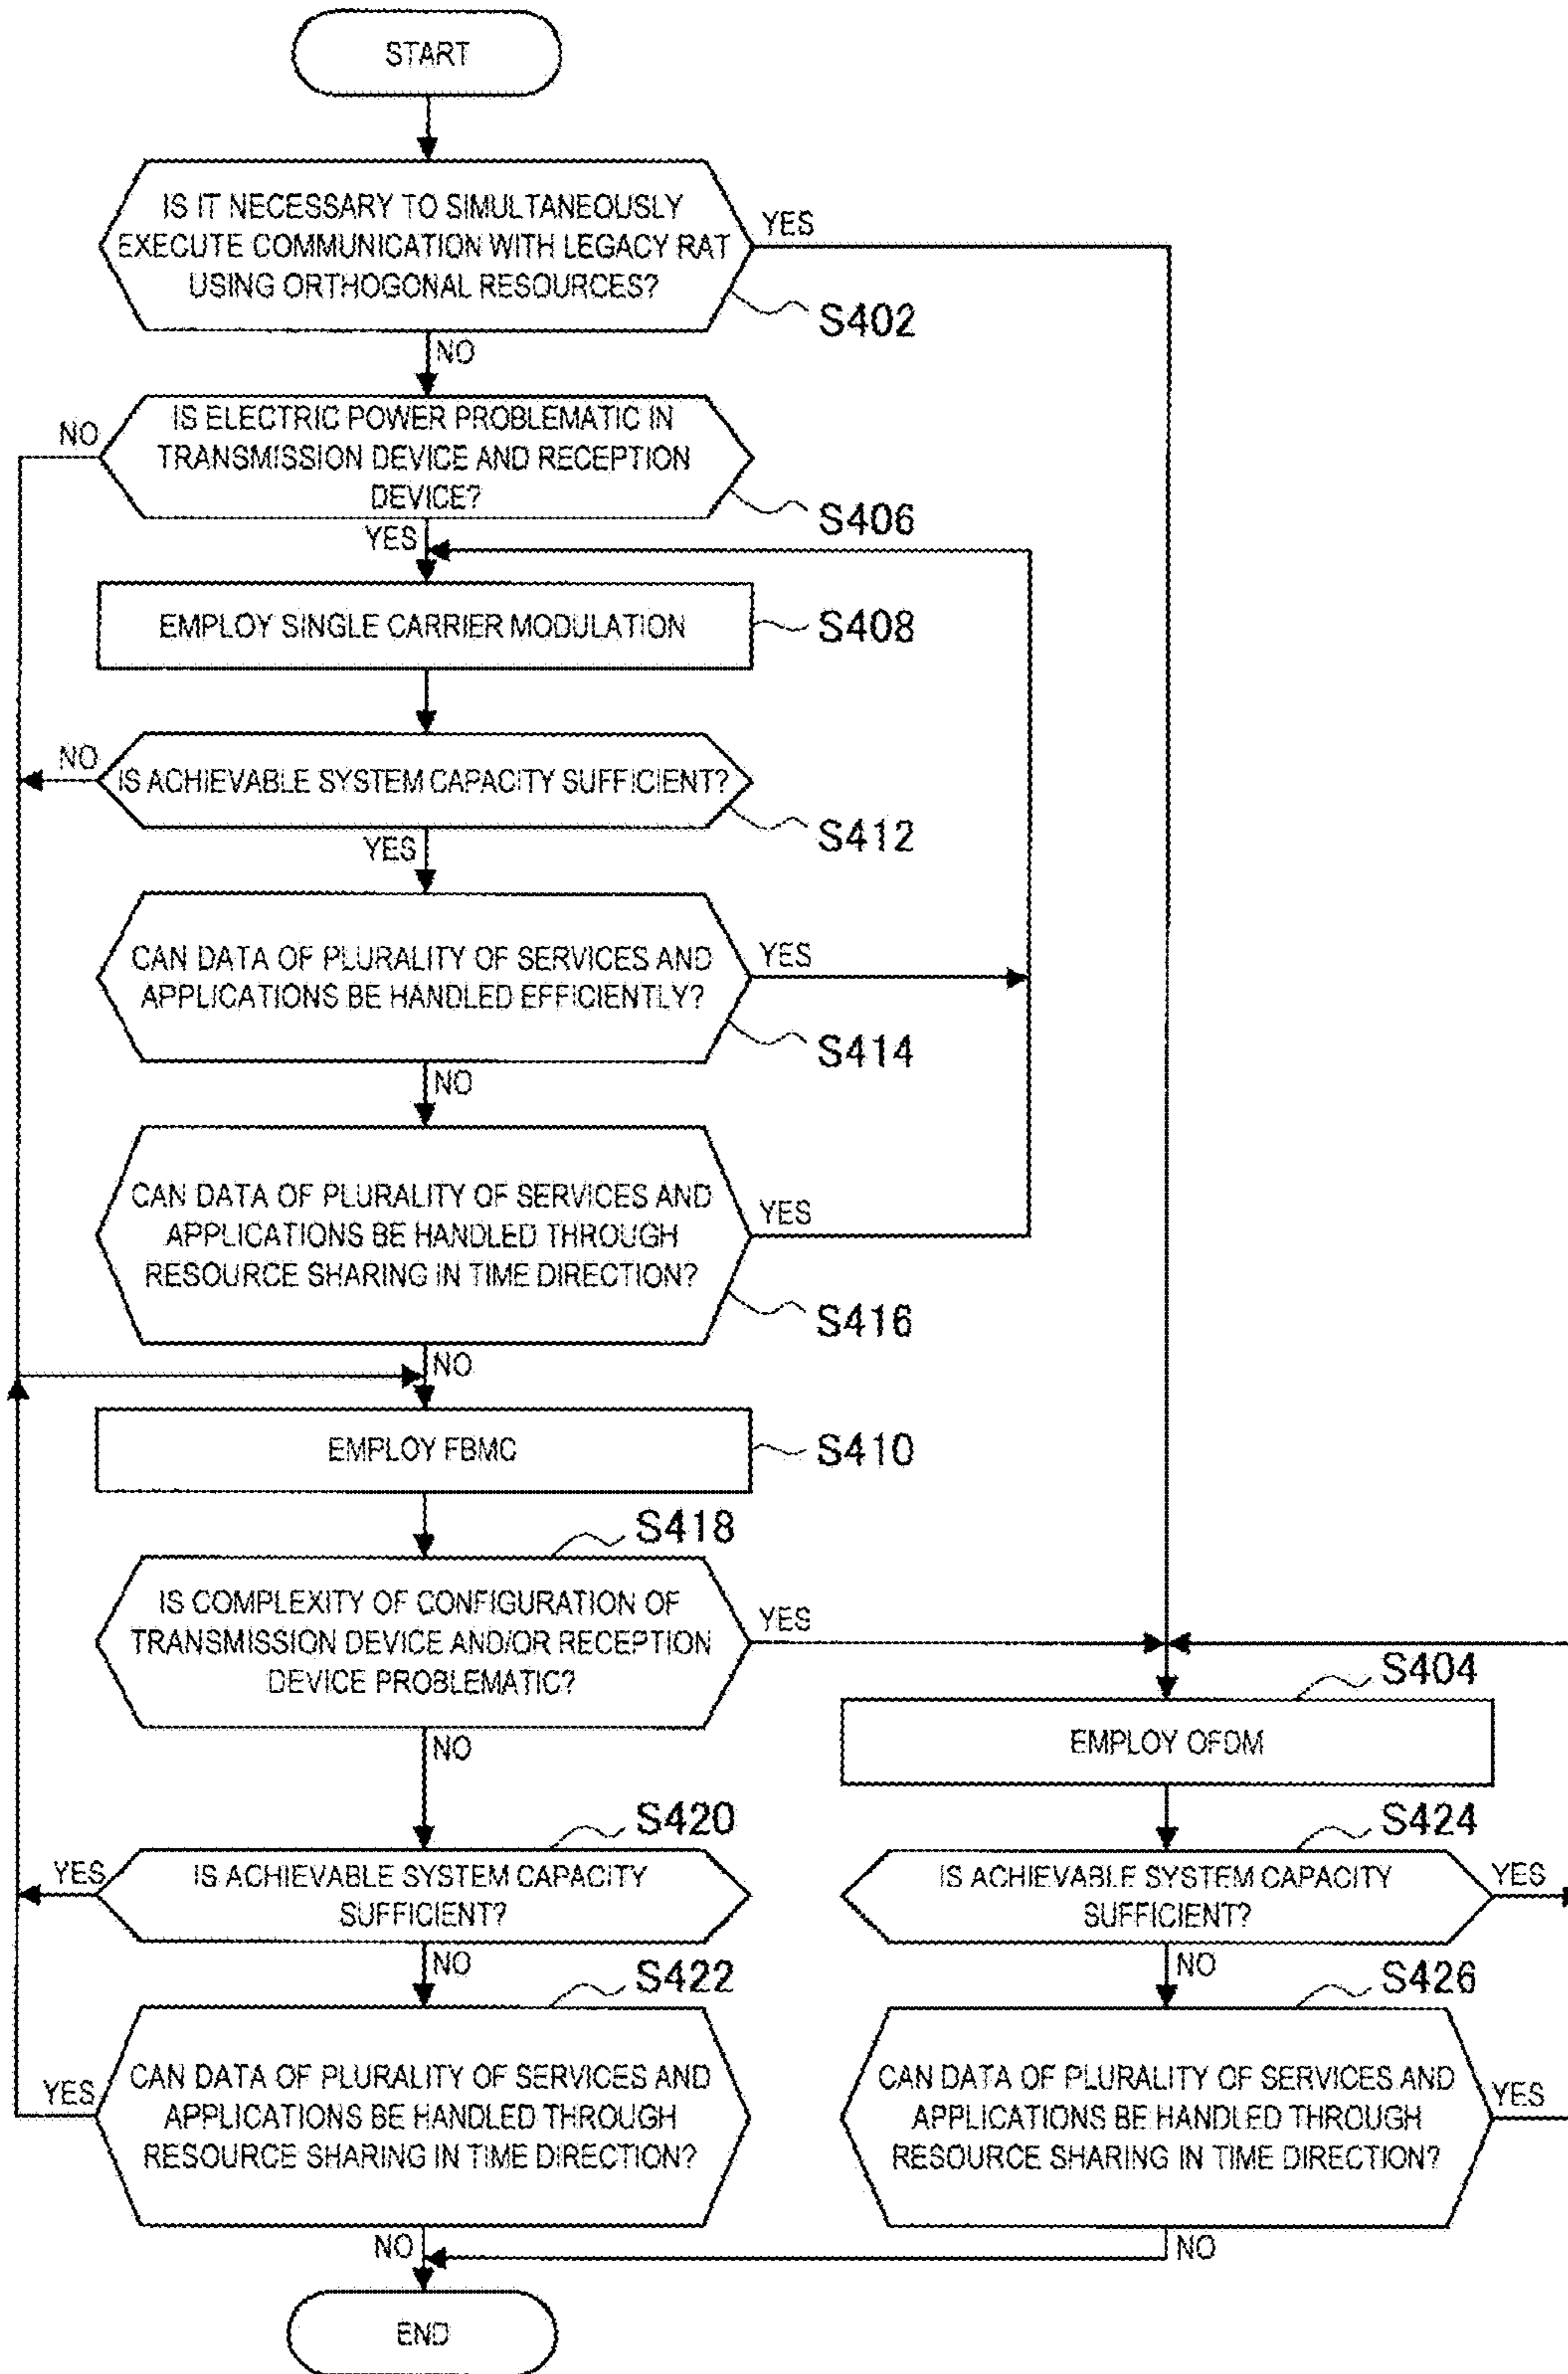 START
IS IT NECESSARY TO SIMULTANEOUSLY
EXECUTE COMMUNICATION WITH LEGACY RAT
USING ORTHOGONAL RESOURCES?
YES
S402
NO
IS ELECTRIC POWER PROBLEMATIC IN
TRANSMISSION DEVICE AND RECEPTION
DEVICE?
NO
S406
YES
EMPLOY SINGLE CARRIER MODULATION
S408
NO
IS ACHIEVABLE SYSTEM CAPACITY SUFFICIENT?
S412
YES
CAN DATA OF PLURALITY OF SERVICES AND
APPLICATIONS BE HANDLED EFFICIENTLY?
YES
S414
NO
CAN DATA OF PLURALITY OF SERVICES AND
APPLICATIONS BE HANDLED THROUGH
RESOURCE SHARING IN TIME DIRECTION?
YES
S416
NO
EMPLOY FBMC
S410
S418
IS COMPLEXITY OF CONFIGURATION OF
TRANSMISSION DEVICE AND/OR RECEPTION
DEVICE PROBLEMATIC?
YES
NO
S404
EMPLOY OFDM
S420
YES
IS ACHIEVABLE SYSTEM CAPACITY
SUFFICIENT?
NO
S424
IS ACHIEVABLE SYSTEM CAPACITY
SUFFICIENT?
YES
NO
S422
CAN DATA OF PLURALITY OF SERVICES AND
APPLICATIONS BE HANDLED THROUGH
RESOURCE SHARING IN TIME DIRECTION?
YES
NO
S426
CAN DATA OF PLURALITY OF SERVICES AND
APPLICATIONS BE HANDLED THROUGH
RESOURCE SHARING IN TIME DIRECTION?
YES
NO
END